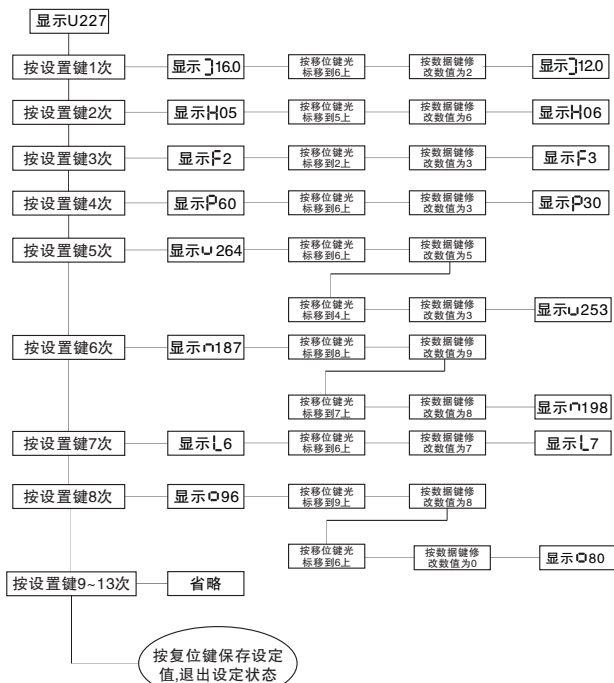 显示U227
按设置键1次
显示⊐16.0
按移位键光
标移到6上
按数据键修
改数值为2
显示⊐12.0
按设置键2次
显示H05
按移位键光
标移到5上
按数据键修
改数值为6
显示H06
按设置键3次
显示F2
按移位键光
标移到2上
按数据键修
改数值为3
显示F3
按设置键4次
显示P60
按移位键光
标移到6上
按数据键修
改数值为3
显示P30
按设置键5次
显示u264
按移位键光
标移到6上
按数据键修
改数值为5
按移位键光
标移到4上
按数据键修
改数值为3
显示u253
按设置键6次
显示n187
按移位键光
标移到8上
按数据键修
改数值为9
按移位键光
标移到7上
按数据键修
改数值为8
显示n198
按设置键7次
显示L6
按移位键光
标移到6上
按数据键修
改数值为7
显示L7
按设置键8次
显示o96
按移位键光
标移到9上
按数据键修
改数值为8
按移位键光
标移到6上
按数据键修
改数值为0
显示o80
按设置键9~13次
省略
按复位键保存设定
值,退出设定状态